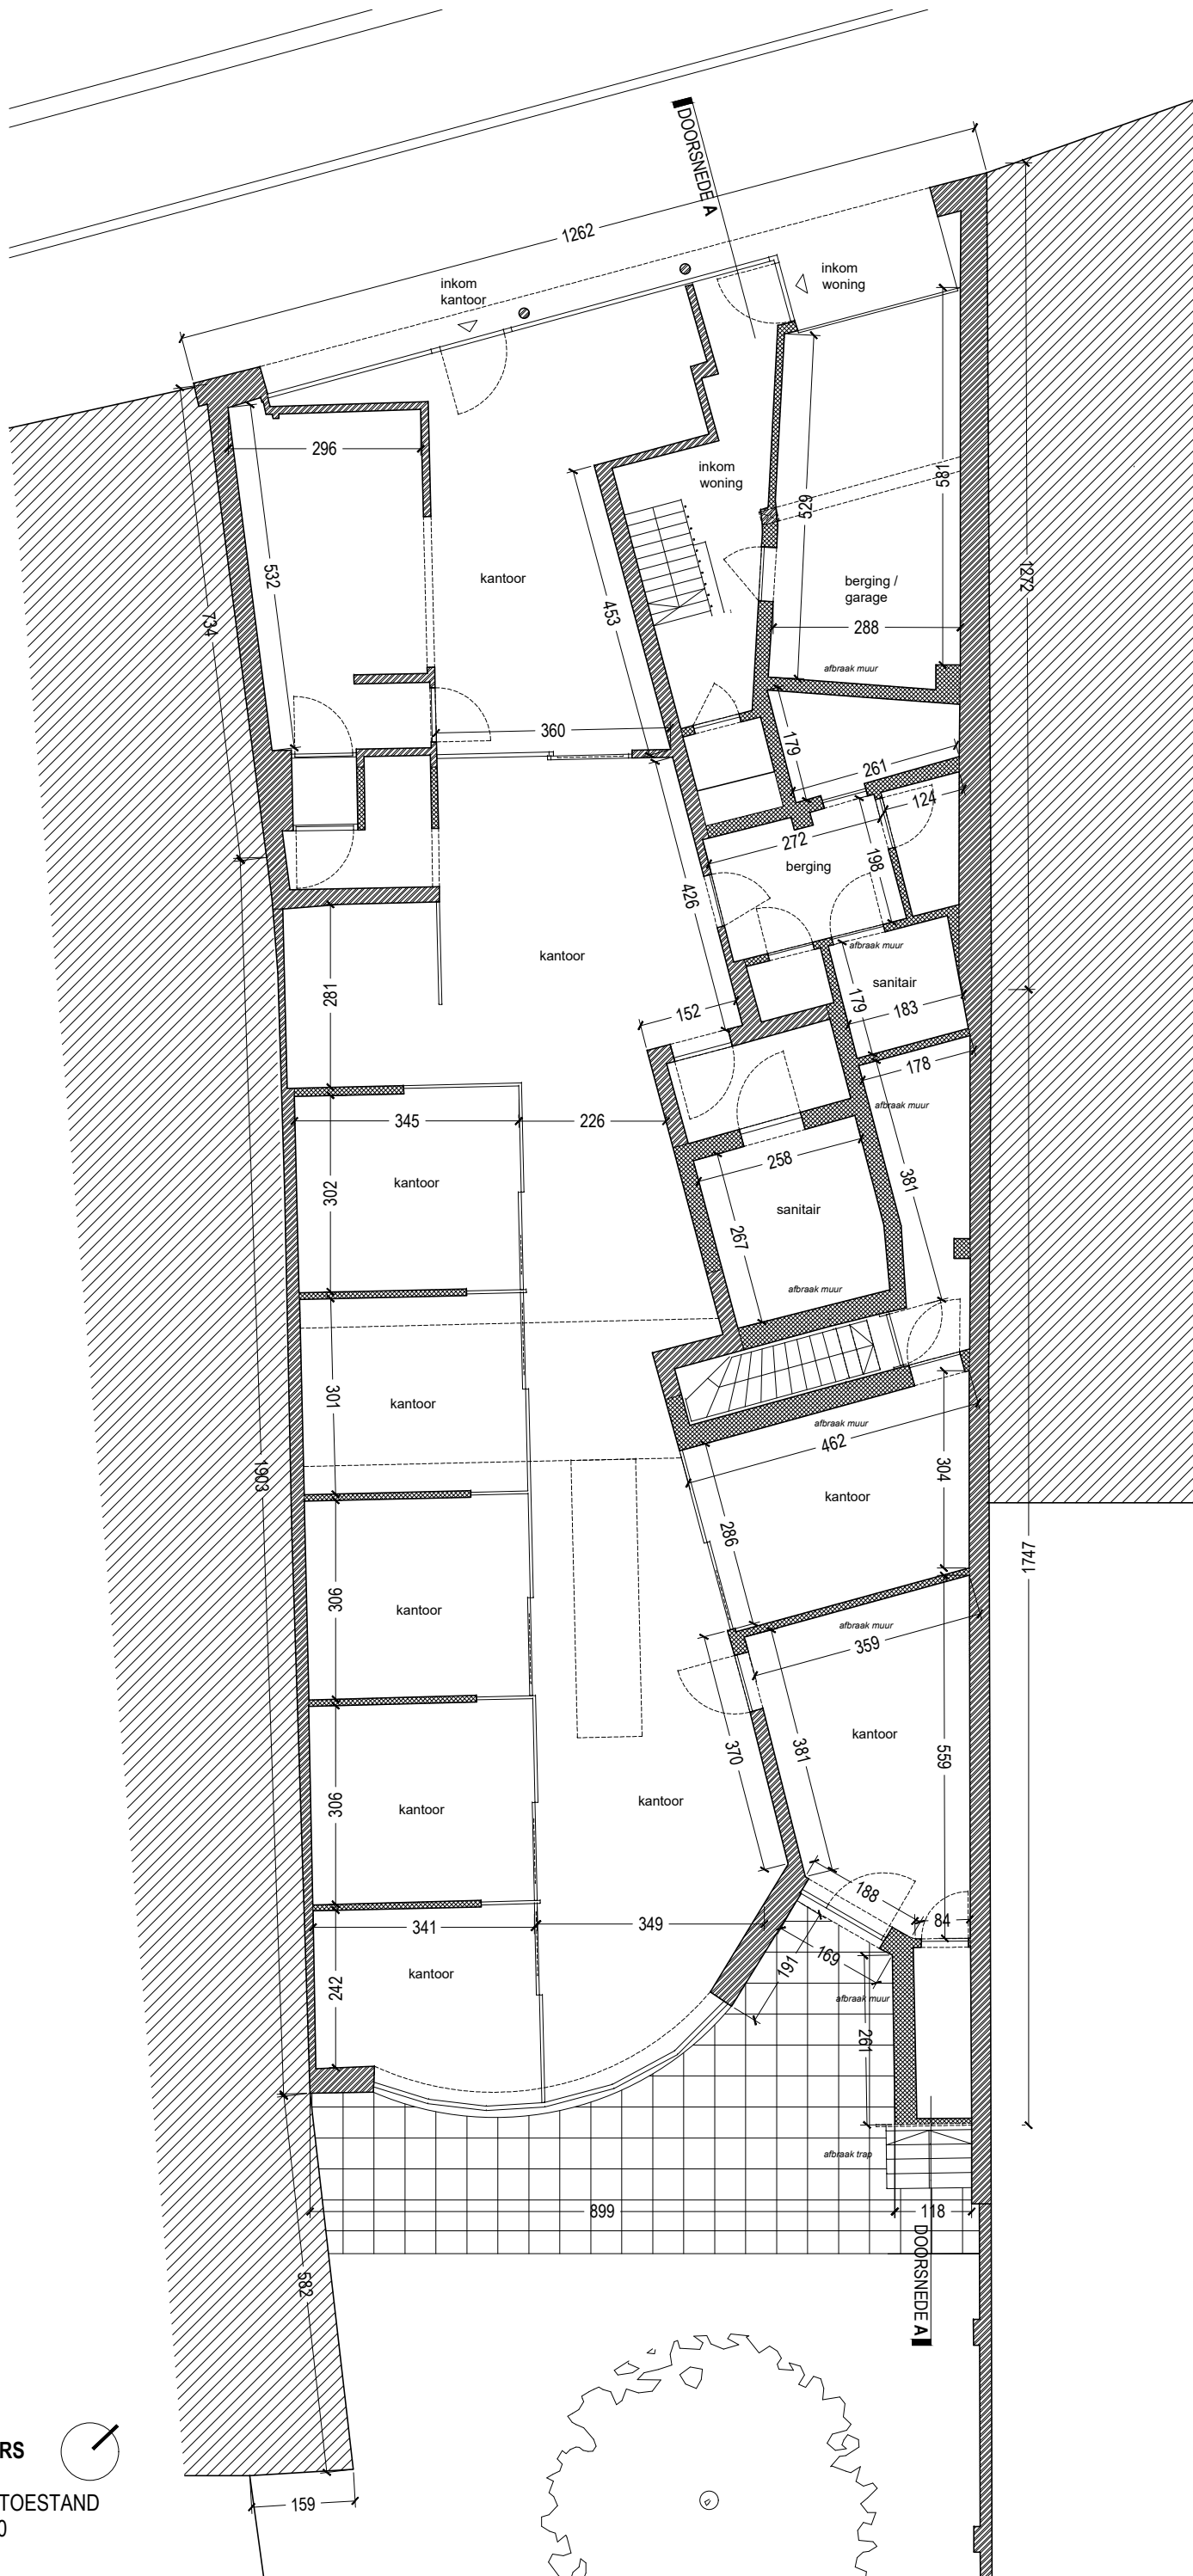 DOORSNEDE A
1262
inkom
woning
inkom
kantoor
296
inkom
woning
529
581
532
734
kantoor
453
berging /
garage
288
1272
afbraak muur
360
179
261
124
272
198
berging
426
afbraak muur
kantoor
sanitair
281
152
179
183
178
afbraak muur
345
226
258
381
kantoor
302
sanitair
267
afbraak muur
301
kantoor
afbraak muur
462
304
1903
kantoor
286
1747
306
kantoor
afbraak muur
359
kantoor
370
381
559
306
kantoor
kantoor
188
84
341
349
191
169
kantoor
242
afbraak muur
261
afbraak trap
899
118
DOORSNEDE A
582
RS
TOESTAND
0
159